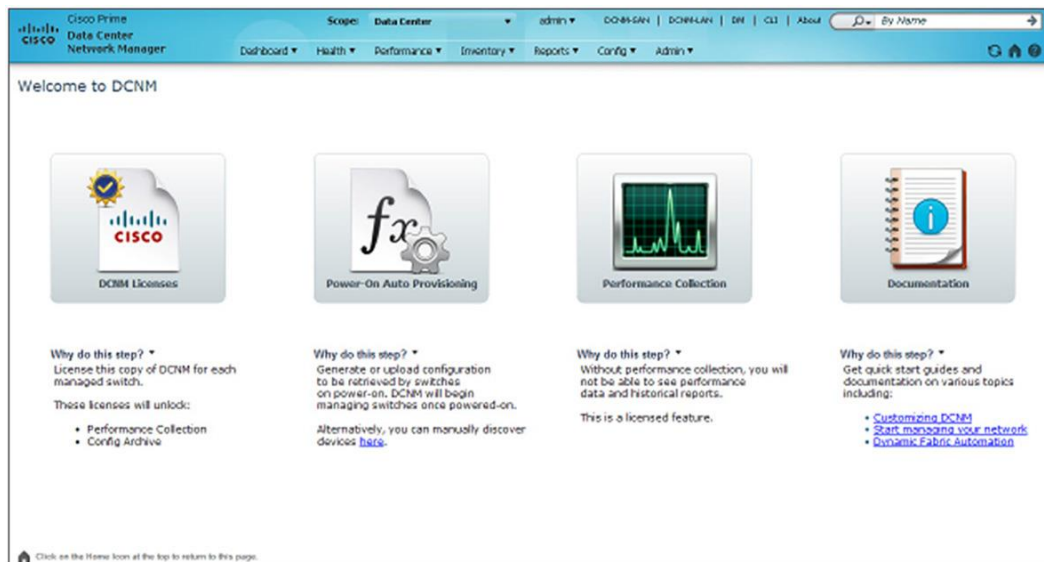 Cisco Prime
Scope: Data Center admin DCNM-SAN | DCNM-LAN | DM | CLI | About By Name
CISCO Data Center
Network Manager
Dashboard Health Performance Inventory Reports Config Admin
Welcome to DCNM
CISCO
DCNM Licenses
fx
Power-On Auto Provisioning
Performance Collection
i
Documentation
Why do this step?
License this copy of DCNM for each
managed switch.
These licenses will unlock:
• Performance Collection
• Config Archive
Why do this step?
Generate or upload configuration
to be retrieved by switches
on power-on. DCNM will begin
managing switches once powered-on.
Alternatively, you can manually discover
devices here.
Why do this step?
Without performance collection, you will
not be able to see performance
data and historical reports.
This is a licensed feature.
Why do this step?
Get quick start guides and
documentation on various topics
including:
• Customizing DCNM
• Start managing your network
• Dynamic Fabric Automation
Click on the Home Icon at the top to return to this page.